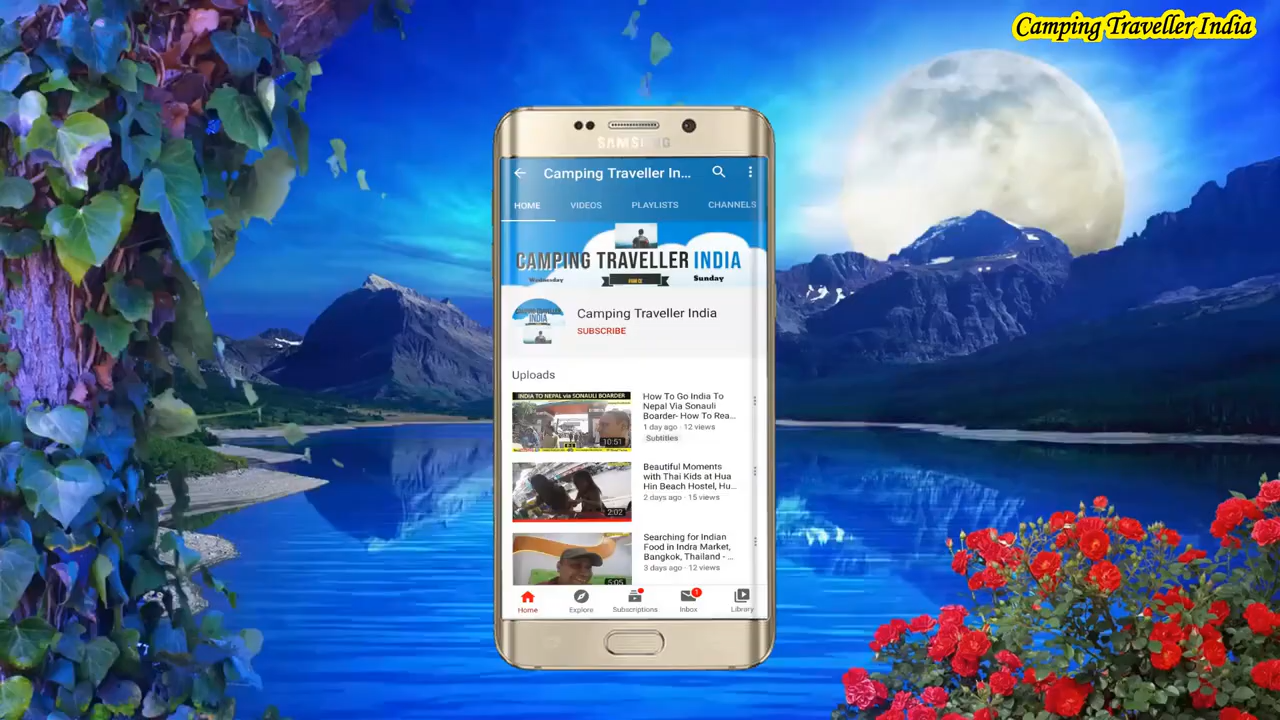 Camping Traveller India
SAMSUNG
Camping Traveller In...
HOME VIDEOS PLAYLISTS CHANNELS
CAMPING TRAVELLER INDIA
Wednesday Sunday
Camping Traveller India
SUBSCRIBE
Uploads
INDIA TO NEPAL via SONAULI BOARDER
10:51
How To Go India To
Nepal Via Sonauli
Boarder- How To Rea...
1 day ago · 12 views
Subtitles
2:02
Beautiful Moments
with Thai Kids at Hua
Hin Beach Hostel, Hu...
2 days ago · 15 views
5:05
Searching for Indian
Food in Indra Market,
Bangkok, Thailand - ...
3 days ago · 12 views
1
Home Explore Subscriptions Inbox Library